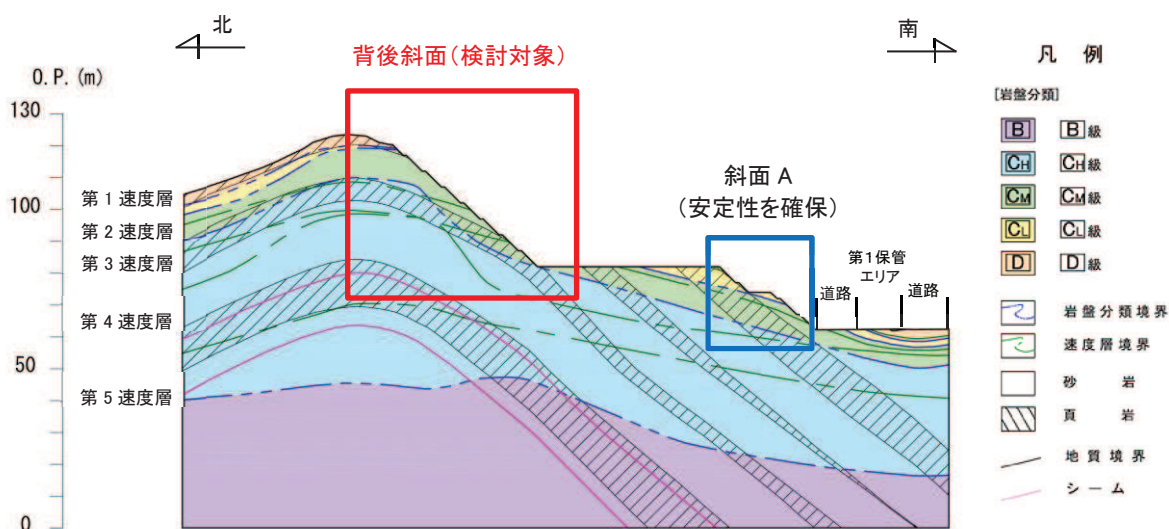 北
南
背後斜面(検討対象)
O.P.(m)
130
100
50
0
第1速度層
第2速度層
第3速度層
第4速度層
第5速度層
斜面A
(安定性を確保)
道路
第1保管
エリア
道路
凡 例
[岩盤分類]
B B級
CH CH級
CM CM級
CL CL級
D D級
岩盤分類境界
速度層境界
砂 岩
頁 岩
地質境界
シーム